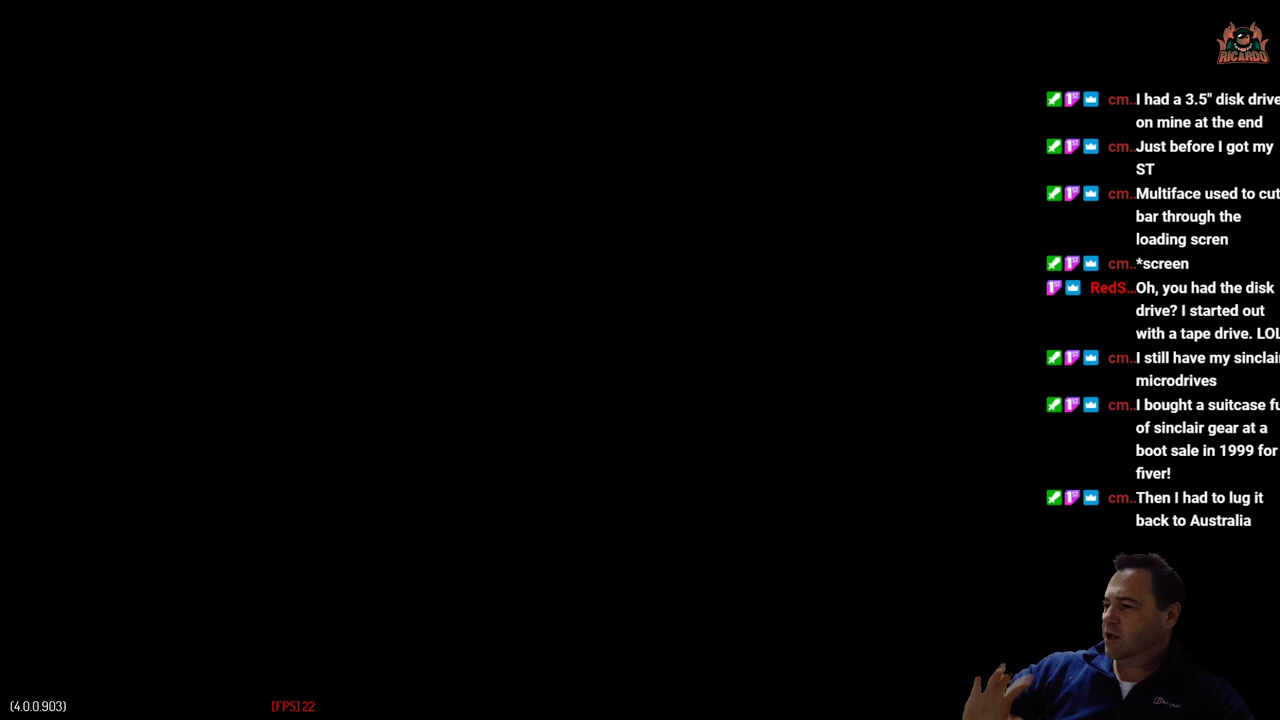 RICARDO
cm..I had a 3.5" disk drive
on mine at the end
cm..Just before I got my
ST
cm..Multiface used to cut
bar through the
loading scren
cm..*screen
RedS...Oh, you had the disk
drive? I started out
with a tape drive. LOL
cm..I still have my sinclair
microdrives
cm..I bought a suitcase fu
of sinclair gear at a
boot sale in 1999 for
fiver!
cm..Then I had to lug it
back to Australia
(4.0.0.903)
[FPS] 22